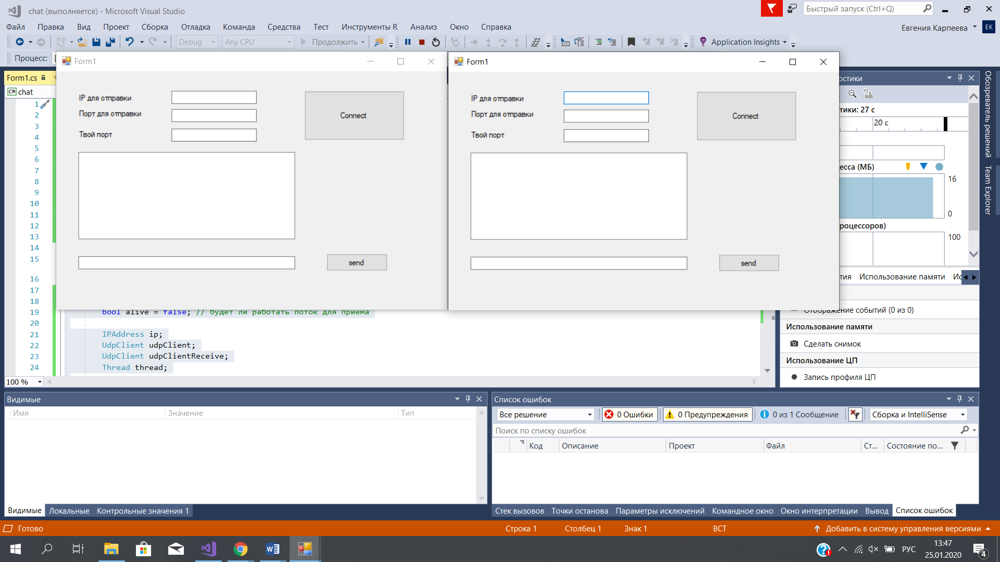 chat (выполняется) - Microsoft Visual Studio
Быстрый запуск (Ctrl+Q)
Файл Правка Вид Проект Сборка Отладка Команда Средства Тест Инструменты R Анализ Окно Справка
Евгения Карпеева EK
Debug Any CPU Продолжить Application Insights
Процесс:
Form1
IP для отправки
Порт для отправки
Твой порт
Connect
send
Form1
IP для отправки
Порт для отправки
Твой порт
Connect
send
Form1.cs
C# chat
1
2
3
4
5
6
7
8
9
10
11
12
13
14
15
16
17
18
19 bool alive = false; // будет ли работать поток для приема
20
21 IPAddress ip;
22 UdpClient udpClient;
23 UdpClient udpClientReceive;
24 Thread thread;
100 %
остики
тики: 27 с
20 с
есса (МБ)
16
0
роцессоров)
100
тия Использование памяти Ис
Отображение событий (0 из 0)
Использование памяти
Сделать снимок
Использование ЦП
Запись профиля ЦП
Обозреватель решений
Team Explorer
Видимые
Имя Значение Тип
Видимые Локальные Контрольные значения 1
Список ошибок
Все решение 0 Ошибки 0 Предупреждения 0 из 1 Сообщение Сборка и IntelliSense
Поиск по списку ошибок
Код Описание Проект Файл Ст... Состояние по...
Стек вызовов Точки останова Параметры исключений Командное окно Окно интерпретации Вывод Список ошибок
Готово Строка 1 Столбец 1 Знак 1 ВСТ Добавить в систему управления версиями
РУС
13:47
25.01.2020
4